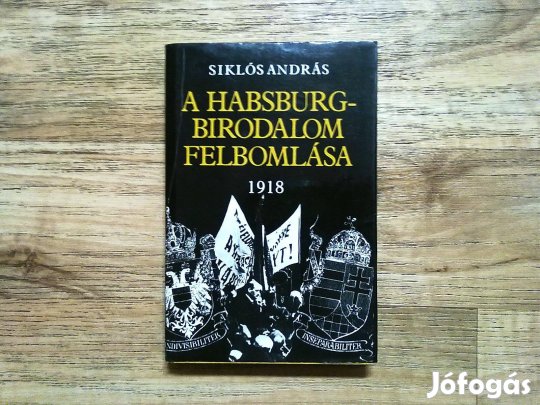 SIKLÓS ANDRÁS
A HABSBURG-
BIRODALOM
FELBOMLÁSA
1918
INDIVISIBILITER
INSEPARABILITER
Jófogás